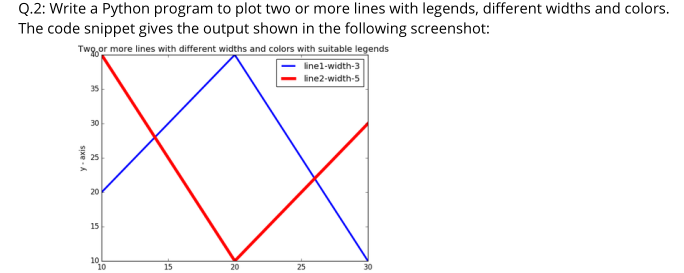 Q.2: Write a Python program to plot two or more lines with legends, different widths and colors.
The code snippet gives the output shown in the following screenshot:
Two or more lines with different widths and colors with suitable legends
line1-width-3
line2-width-5
40
35
30
25
20
15
10
y - axis
10 15 20 25 30